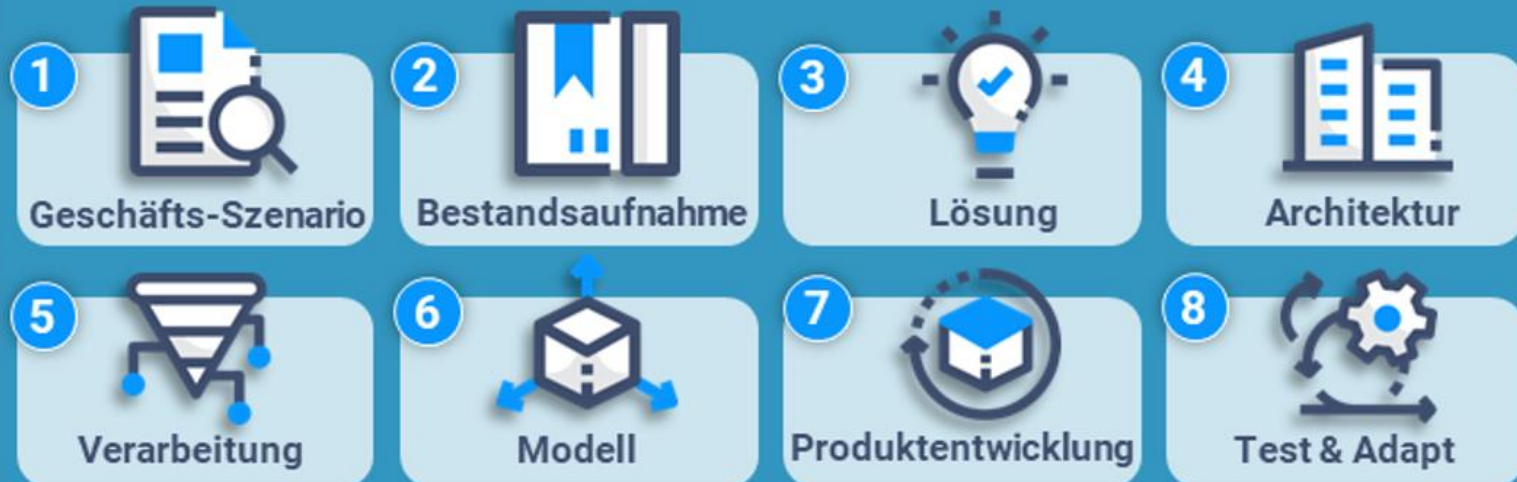 1
Geschäfts-Szenario
2
Bestandsaufnahme
3
Lösung
4
Architektur
5
Verarbeitung
6
Modell
7
Produktentwicklung
8
Test & Adapt